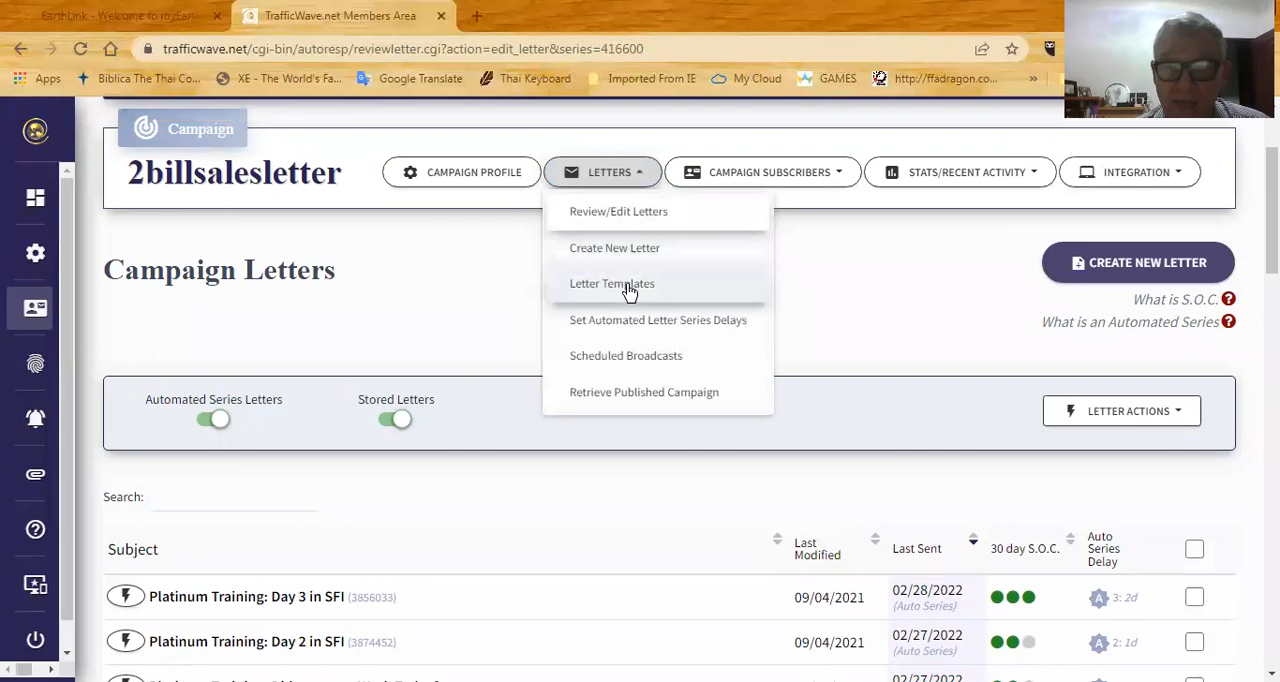 EarthLink - Welcome to myEart
TrafficWave.net Members Area
trafficwave.net/cgi-bin/autoresp/reviewletter.cgi?action=edit_letter&series=416600
Apps
Biblica The Thai Co...
XE - The World's Fa...
Google Translate
Thai Keyboard
Imported From IE
My Cloud
GAMES
http://ffadragon.co...
»
Campaign
2billsalesletter
CAMPAIGN PROFILE
LETTERS
CAMPAIGN SUBSCRIBERS
STATS/RECENT ACTIVITY
INTEGRATION
Review/Edit Letters
Create New Letter
Letter Templates
Set Automated Letter Series Delays
Scheduled Broadcasts
Retrieve Published Campaign
Campaign Letters
CREATE NEW LETTER
What is S.O.C. ?
What is an Automated Series ?
Automated Series Letters
Stored Letters
LETTER ACTIONS
Search:
Subject
Last Modified
Last Sent
30 day S.O.C.
Auto Series Delay
Platinum Training: Day 3 in SFI (3856033)
09/04/2021
02/28/2022
(Auto Series)
A 3: 2d
Platinum Training: Day 2 in SFI (3874452)
09/04/2021
02/27/2022
(Auto Series)
A 2: 1d
02/27/2022